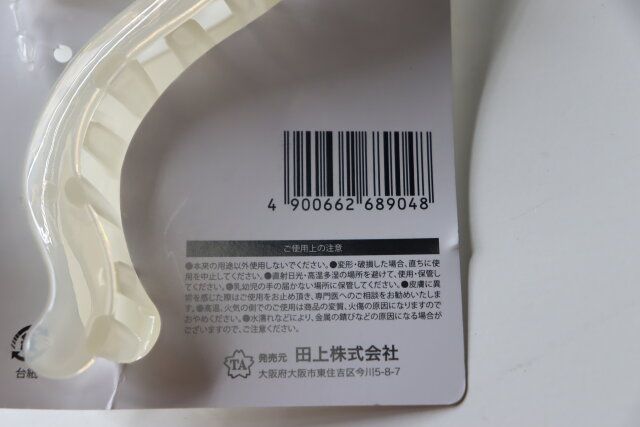 4 900662 689048
ご使用上の注意
●本来の用途以外使用しないでください。●変形・破損した場合、直ちに使
用を中止してください。●直射日光・高温多湿の場所を避けて、使用・保管し
てください。●乳幼児の手の届かない場所に保管してください。●皮膚に異
常を感じた際はご使用をお止め頂き、専門医へのご相談をお勧めいたしま
す。●高温、火気の側でのご使用は商品の変質、火傷の原因になりますので
おやめください。●水濡れなどにより、金属の錆びなどの原因になる場合が
ございますので、ご注意ください。
TA 発売元 田上株式会社
大阪府大阪市東住吉区今川5-8-7
台紙